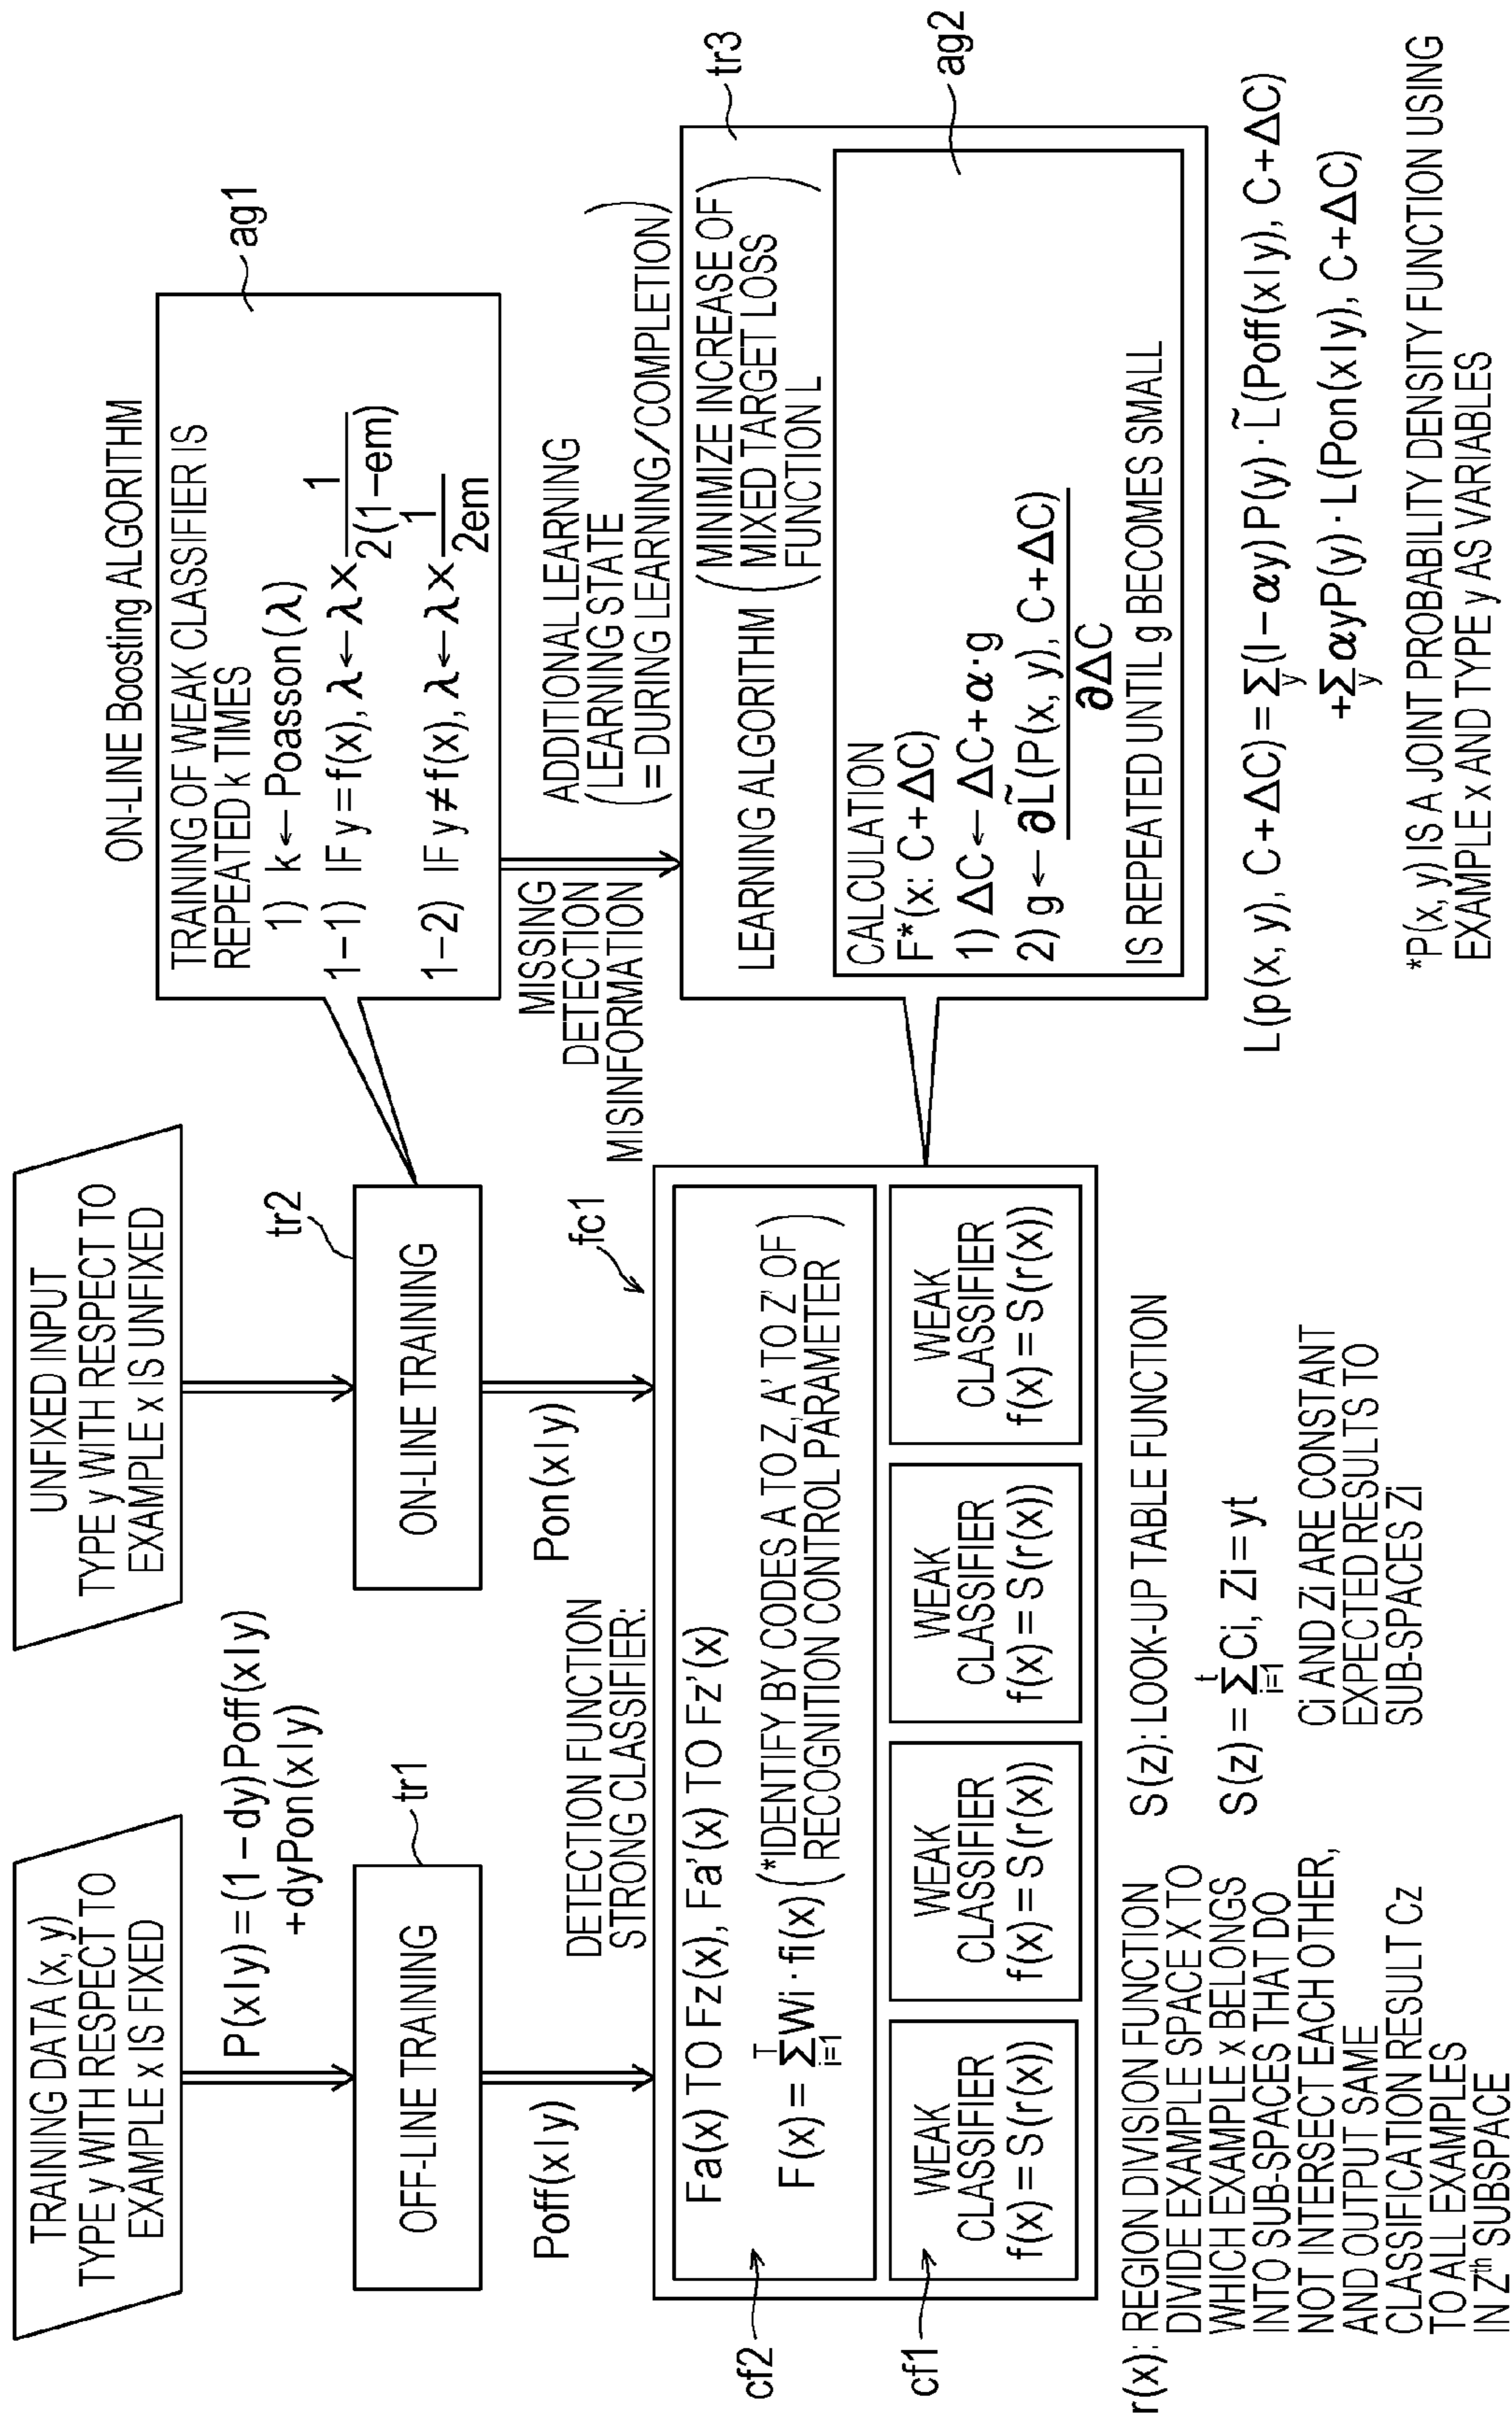 TRAINING DATA (x, y)
TYPE y WITH RESPECT TO
EXAMPLE x IS FIXED
P(x|y) = (1-dy)Poff(x|y)
+dyPon(x|y)
tr1
OFF-LINE TRAINING
Poff(x|y)
UNFIXED INPUT
TYPE y WITH RESPECT TO
EXAMPLE x IS UNFIXED
tr2
ON-LINE TRAINING
Pon(x|y)
fc1
DETECTION FUNCTION
STRONG CLASSIFIER:
Fa(x) TO Fz(x), Fa'(x) TO Fz'(x)
F(x) = T Σ i=1 Wi·fi(x)
(*IDENTIFY BY CODES A TO Z, A' TO Z' OF
RECOGNITION CONTROL PARAMETER)
cf2
cf1
WEAK
CLASSIFIER
f(x) = S(r(x))
WEAK
CLASSIFIER
f(x) = S(r(x))
WEAK
CLASSIFIER
f(x) = S(r(x))
WEAK
CLASSIFIER
f(x) = S(r(x))
r(x): REGION DIVISION FUNCTION
DIVIDE EXAMPLE SPACE X TO
WHICH EXAMPLE x BELONGS
INTO SUB-SPACES THAT DO
NOT INTERSECT EACH OTHER,
AND OUTPUT SAME
CLASSIFICATION RESULT Cz
TO ALL EXAMPLES
IN Zth SUBSPACE
S(z): LOOK-UP TABLE FUNCTION
S(z) = t Σ i=1 Ci, Zi = yt
Ci AND Zi ARE CONSTANT
EXPECTED RESULTS TO
SUB-SPACES Zi
ON-LINE Boosting ALGORITHM
ag1
TRAINING OF WEAK CLASSIFIER IS
REPEATED k TIMES
1) k ← Poasson(λ)
1-1) IF y = f(x), λ ← λ × 1/2(1-em)
1-2) IF y ≠ f(x), λ ← λ × 1/2em
MISSING
DETECTION
MISINFORMATION
ADDITIONAL LEARNING
(LEARNING STATE
= DURING LEARNING/COMPLETION)
tr3
LEARNING ALGORITHM
(MINIMIZE INCREASE OF
MIXED TARGET LOSS
FUNCTION L)
ag2
CALCULATION
F*(x: C+ΔC)
1) ΔC ← ΔC+α·g
2) g ← ∂L̃(P(x, y), C+ΔC)/∂ΔC
IS REPEATED UNTIL g BECOMES SMALL
L(p(x, y), C+ΔC) = Σy(1-αy)P(y)·L̃(Poff(x|y), C+ΔC)
+ΣyαyP(y)·L(Pon(x|y), C+ΔC)
*P(x, y) IS A JOINT PROBABILITY DENSITY FUNCTION USING
EXAMPLE x AND TYPE y AS VARIABLES